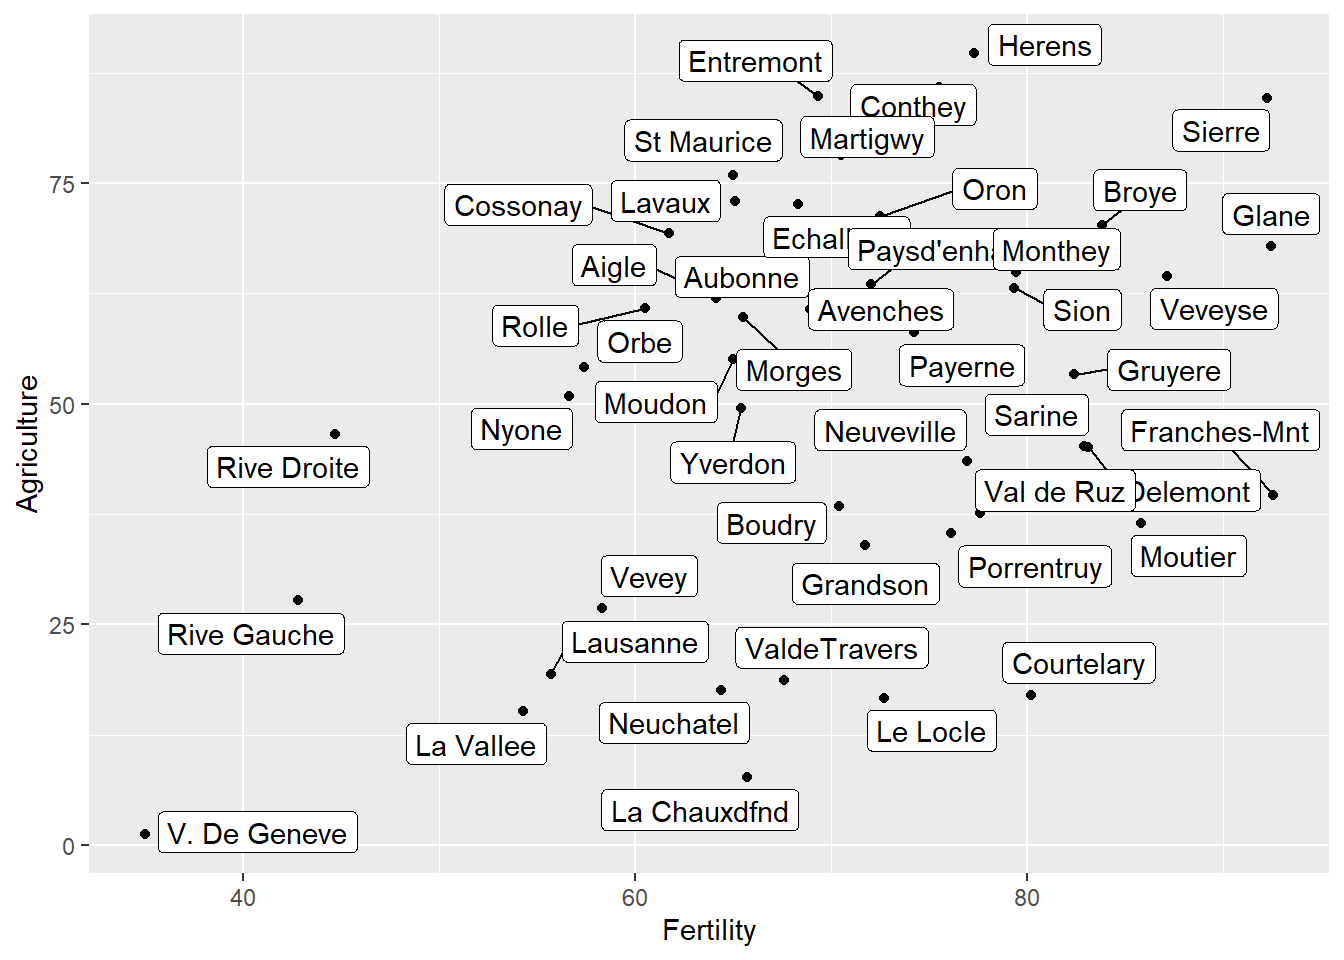 Herens
Entremont
Conthey
Sierre
Martigwy
St Maurice
75
Oron
Broye
Lavaux
Cossonay
Glane
Echall
Paysd'enha
Monthey
Aigle
Aubonne
Avenches
Sion
Veveyse
Rolle
Orbe
Payerne
Morges
Gruyere
50
Moudon
Sarine
Nyone
Neuveville
Franches-Mnt
Agriculture
Rive Droite
Yverdon
Val de Ruz
Delemont
Boudry
Moutier
Porrentruy
Vevey
Grandson
25
Rive Gauche
Lausanne
ValdeTravers
Courtelary
Neuchatel
Le Locle
La Vallee
La Chauxdfnd
V. De Geneve
0
40
60
80
Fertility